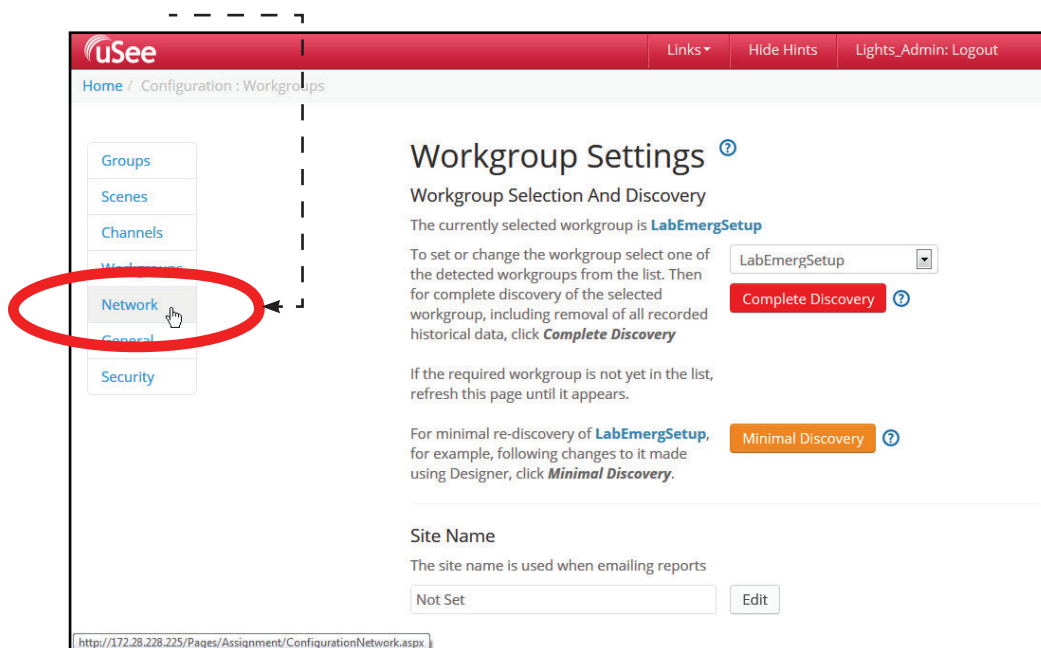 uSee
Links Hide Hints Lights_Admin: Logout
Home / Configuration : Workgroups
Groups
Scenes
Channels
Workgroups
Network
General
Security
Workgroup Settings ?
Workgroup Selection And Discovery
The currently selected workgroup is LabEmergSetup
To set or change the workgroup select one of
the detected workgroups from the list. Then
for complete discovery of the selected
workgroup, including removal of all recorded
historical data, click Complete Discovery
LabEmergSetup
Complete Discovery ?
If the required workgroup is not yet in the list,
refresh this page until it appears.
For minimal re-discovery of LabEmergSetup,
for example, following changes to it made
using Designer, click Minimal Discovery.
Minimal Discovery ?
Site Name
The site name is used when emailing reports
Not Set
Edit
http://172.28.228.225/Pages/Assignment/ConfigurationNetwork.aspx